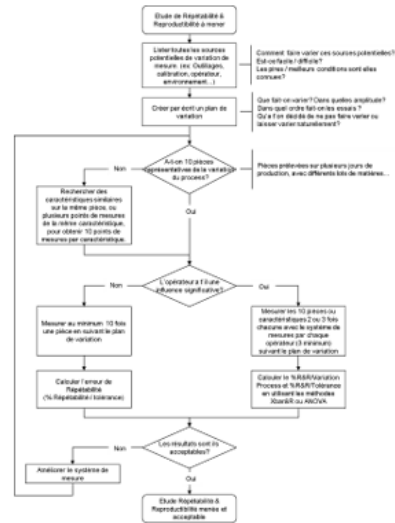 Etude de Répétabilité &
Reproductibilité à mener
Lister toutes les sources
potentielles de variation de
mesure. (ex: Outillages,
calibration, opérateur,
environnement...)
Comment faire varier ces sources potentielles?
Est-ce facile / difficile?
Les pires / meilleurs conditions sont elles
connues?
Créer par écrit un plan de
variation
Que fait-on varier? Dans quelles amplitude?
Dans quel ordre fait-on les essais ?
Qu'a t'on décidé de ne pas faire varier ou
laisser varier naturellement?
A-t-on 10 pièces
représentatives de la variation
du process?
Pièces prélevées sur plusieurs jours de
production, avec différents lots de matières...
Non
Oui
Rechercher des
caractéristiques similaires
sur la même pièce, ou
plusieurs points de mesures
de la même caractéristique,
pour obtenir 10 points de
mesures par caractéristique.
L'opérateur a t'il une
influence significative?
Non
Oui
Mesurer au minimum 10 fois
une pièce en suivant le plan
de variation
Mesurer les 10 pièces ou
caractéristiques 2 ou 3 fois
chacune avec le système de
mesures par chaque
opérateur (3 minimum)
suivant le plan de variation
Calculer l'erreur de
Répétabilité
(% Répétabilité / tolérance)
Calculer le %R&R/Variation
Process et %R&R/Tolérance
en utilisant les méthodes
XbarR ou ANOVA
Les résultats sont ils
acceptables?
Non
Oui
Améliorer le système de
mesure
Etude Répétabilité &
Reproductibilité menée et
acceptable